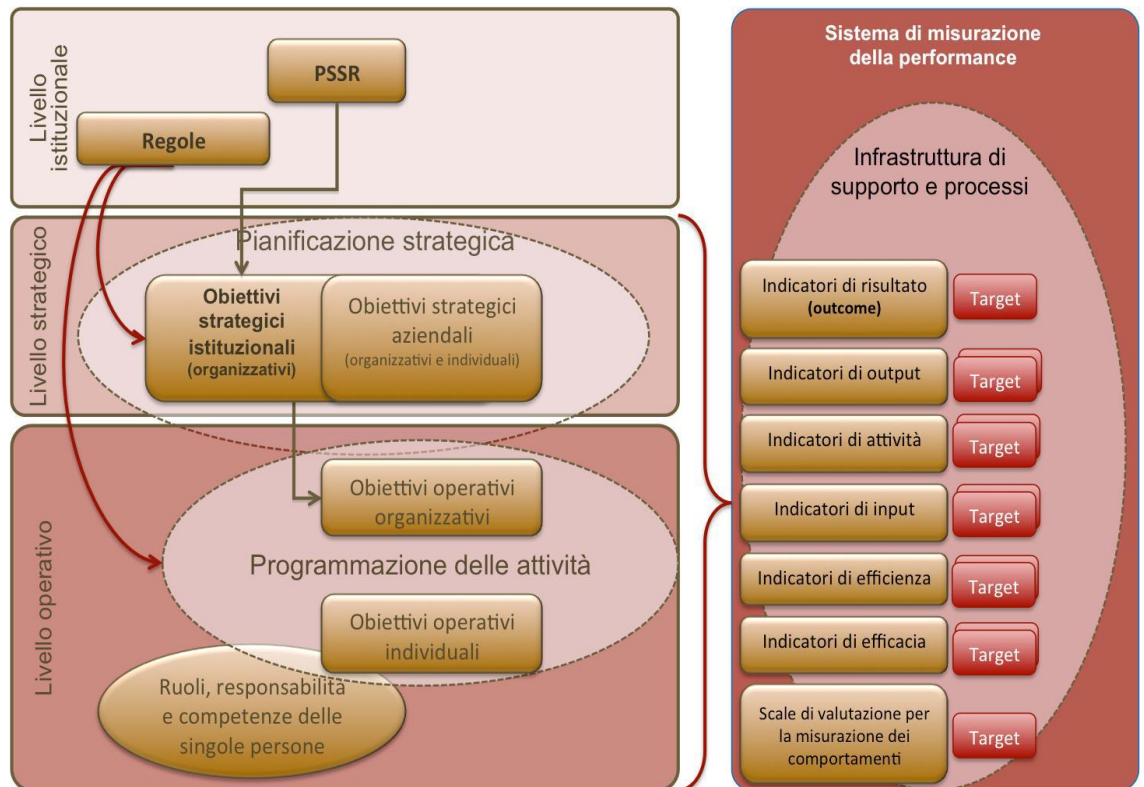 Livello
istituzionale
PSSR
Regole
Livello strategico
Pianificazione strategica
Obiettivi
strategici
istituzionali
(organizzativi)
Obiettivi strategici
aziendali
(organizzativi e individuali)
Livello operativo
Obiettivi operativi
organizzativi
Programmazione delle attività
Obiettivi operativi
individuali
Ruoli, responsabilità
e competenze delle
singole persone
Sistema di misurazione
della performance
Infrastruttura di
supporto e processi
Indicatori di risultato
(outcome)
Target
Indicatori di output
Target
Indicatori di attività
Target
Indicatori di input
Target
Indicatori di efficienza
Target
Indicatori di efficacia
Target
Scale di valutazione per
la misurazione dei
comportamenti
Target